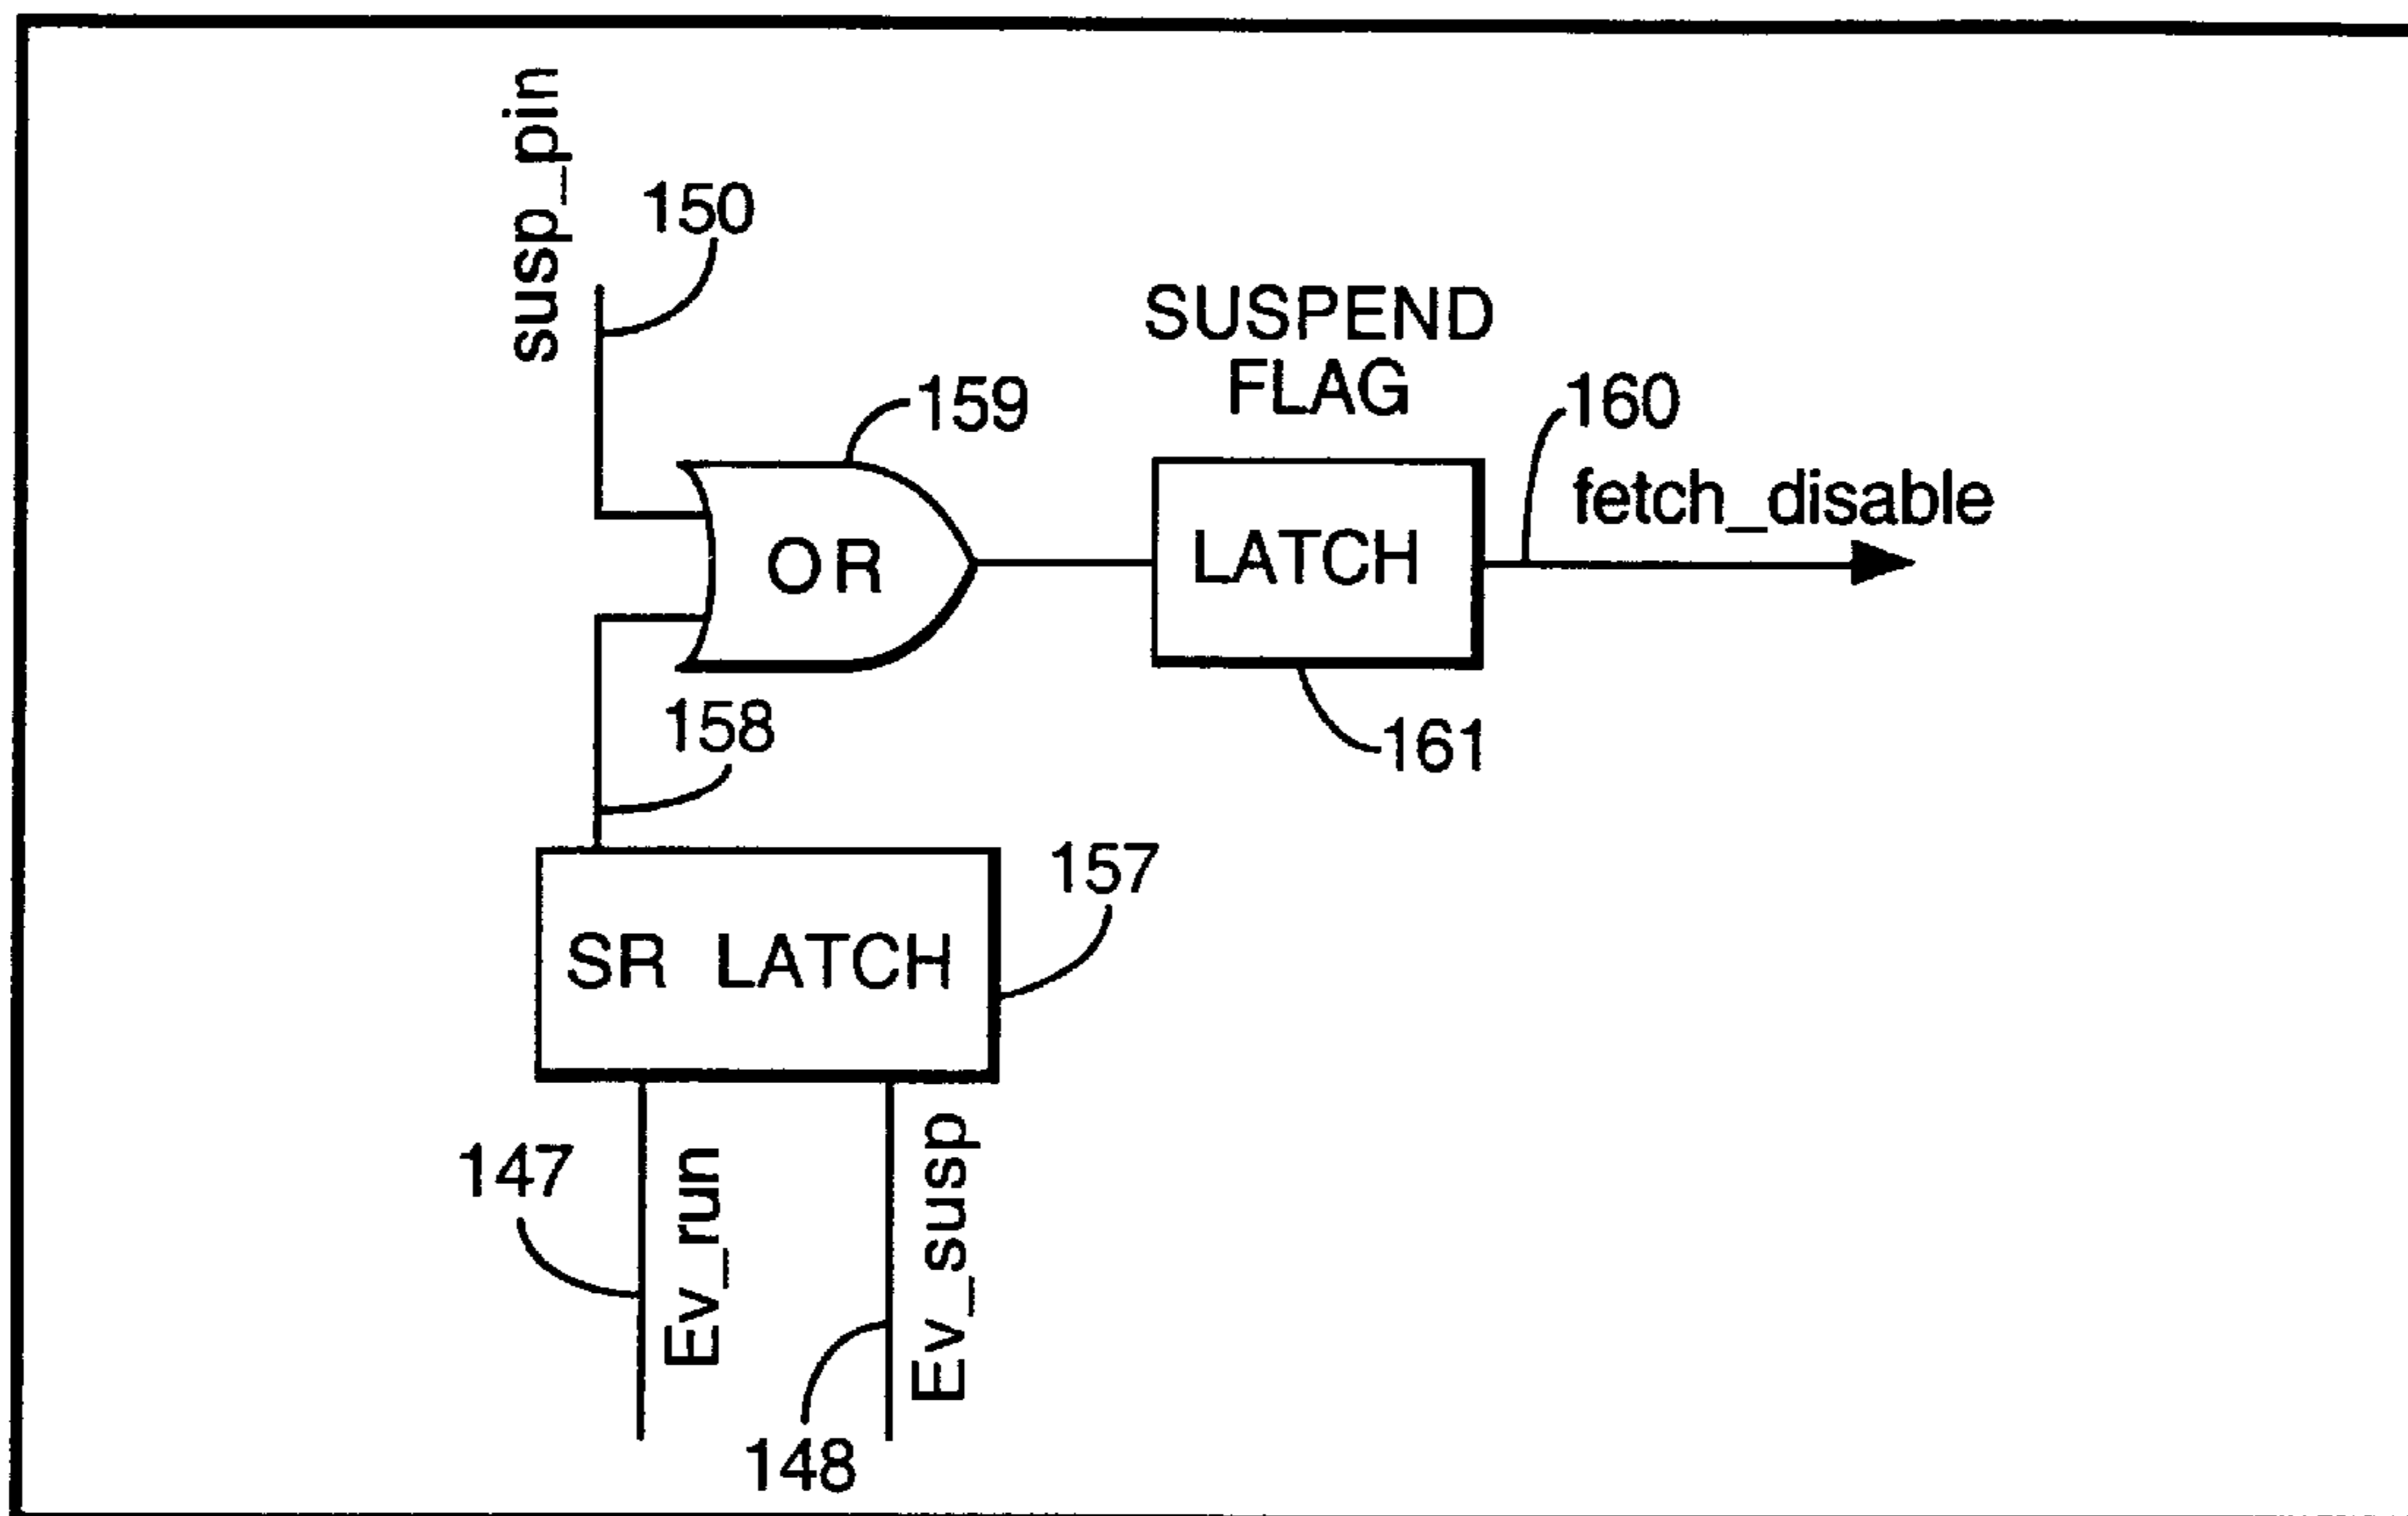 susp_pin
150
SUSPEND
FLAG
159
160
fetch_disable
OR
LATCH
158
161
157
SR LATCH
147
Ev_run
Ev_susp
148